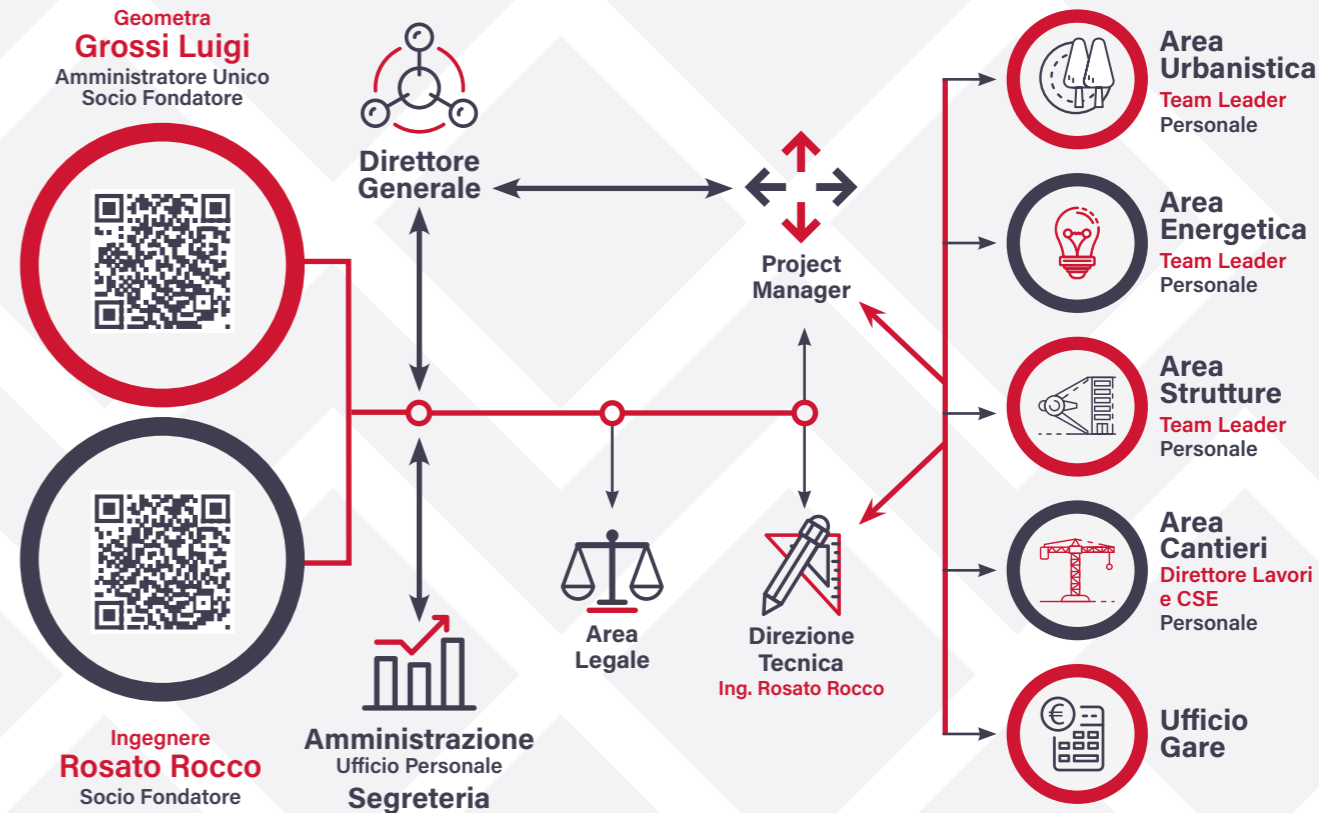 Geometra
Grossi Luigi
Amministratore Unico
Socio Fondatore
Direttore
Generale
Project
Manager
Area
Urbanistica
Team Leader
Personale
Area
Energetica
Team Leader
Personale
Area
Strutture
Team Leader
Personale
Area
Cantieri
Direttore Lavori
e CSE
Personale
Ufficio
Gare
Area
Legale
Direzione
Tecnica
Ing. Rosato Rocco
Ingegnere
Rosato Rocco
Socio Fondatore
Amministrazione
Ufficio Personale
Segreteria
€